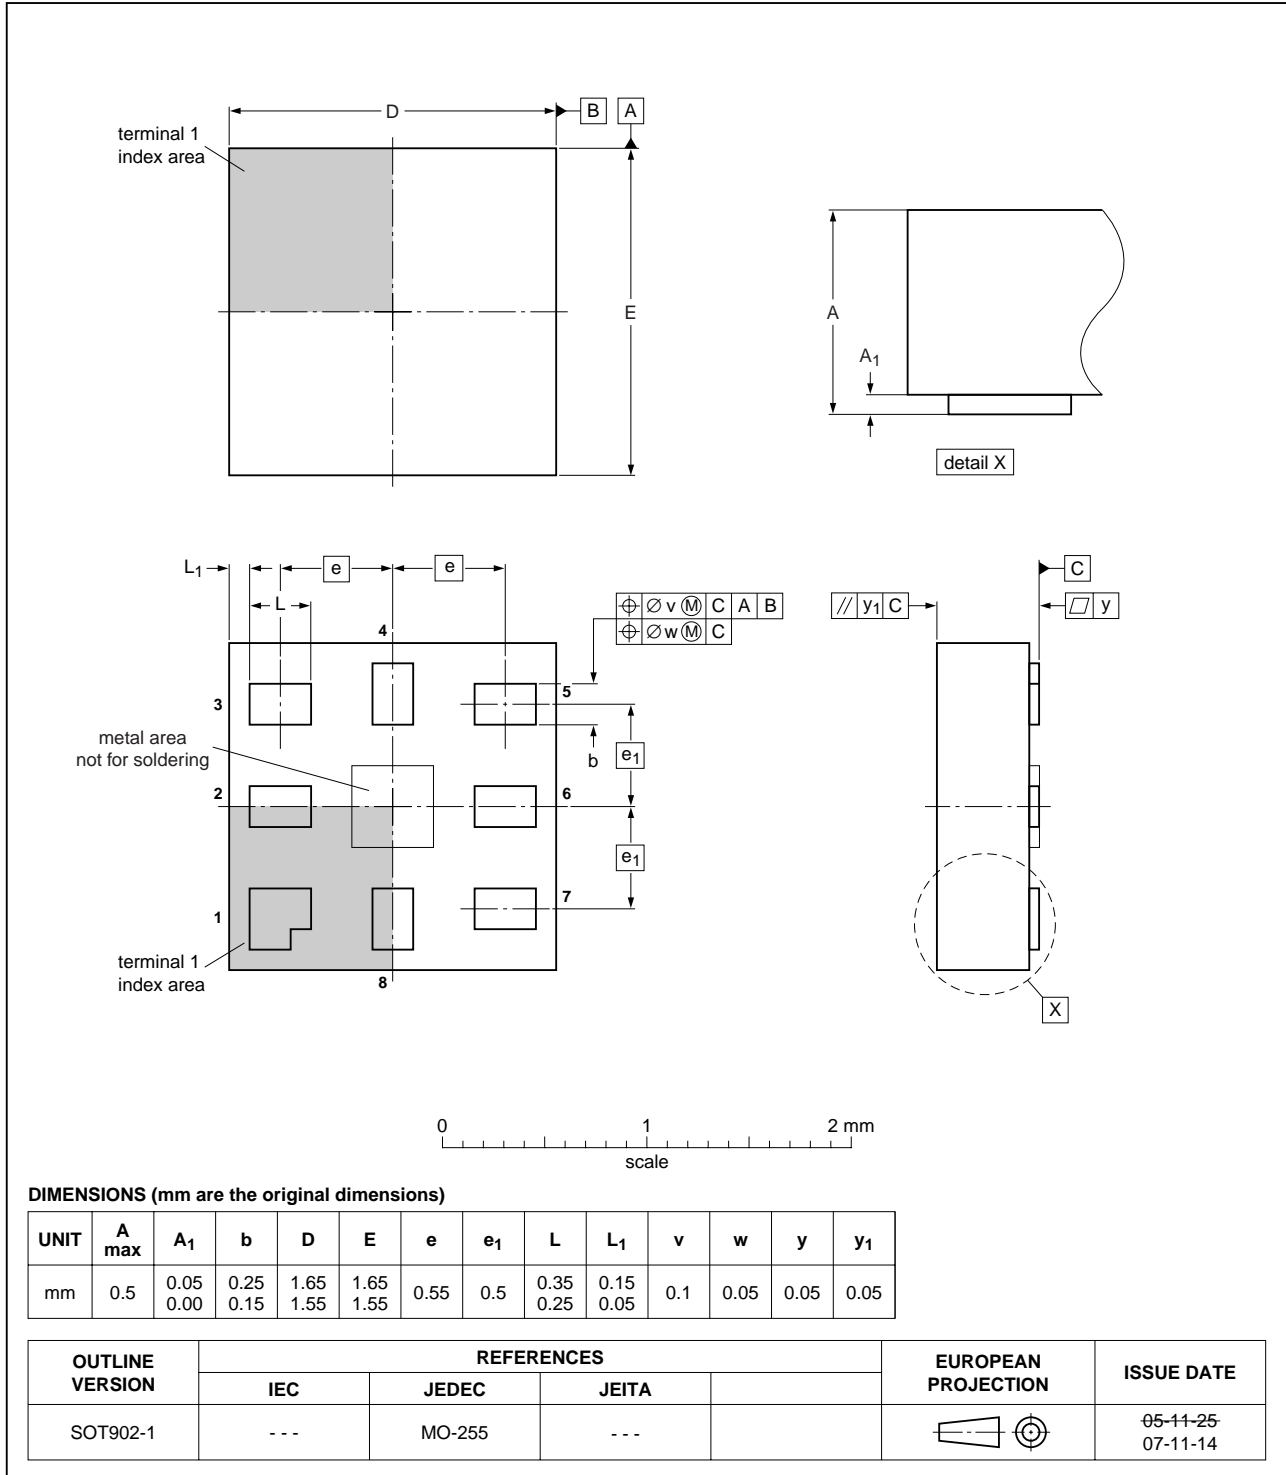 D
B
A
terminal 1
index area
E
A
A1
detail X
L1
e
e
L
4
⌖ ⌀ v Ⓜ C A B
⌖ ⌀ w Ⓜ C
// y1 C
C
⏥ y
3
5
metal area
not for soldering
b
e1
2
6
e1
1
7
terminal 1
index area
8
X
0 1 2 mm
scale
DIMENSIONS (mm are the original dimensions)
UNIT A max A1 b D E e e1 L L1 v w y y1
mm 0.5 0.05 0.00 0.25 0.15 1.65 1.55 1.65 1.55 0.55 0.5 0.35 0.25 0.15 0.05 0.1 0.05 0.05 0.05
OUTLINE VERSION REFERENCES EUROPEAN PROJECTION ISSUE DATE
IEC JEDEC JEITA
SOT902-1 - - - MO-255 - - - 05-11-25
07-11-14